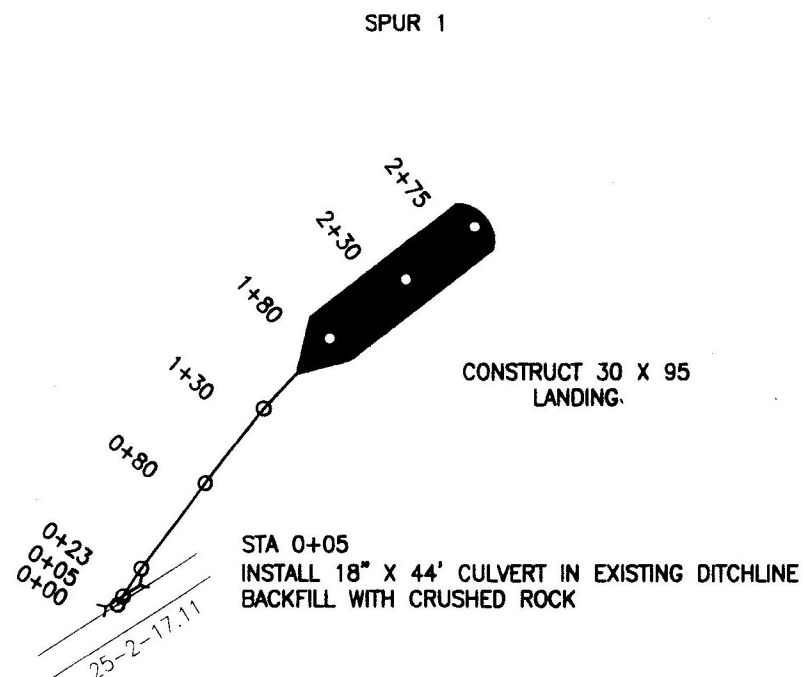 SPUR 1
2+75
2+30
1+80
1+30
0+80
0+23
0+05
0+00
CONSTRUCT 30 X 95
LANDING
STA 0+05
INSTALL 18" X 44' CULVERT IN EXISTING DITCHLINE
BACKFILL WITH CRUSHED ROCK
25-2-17.11